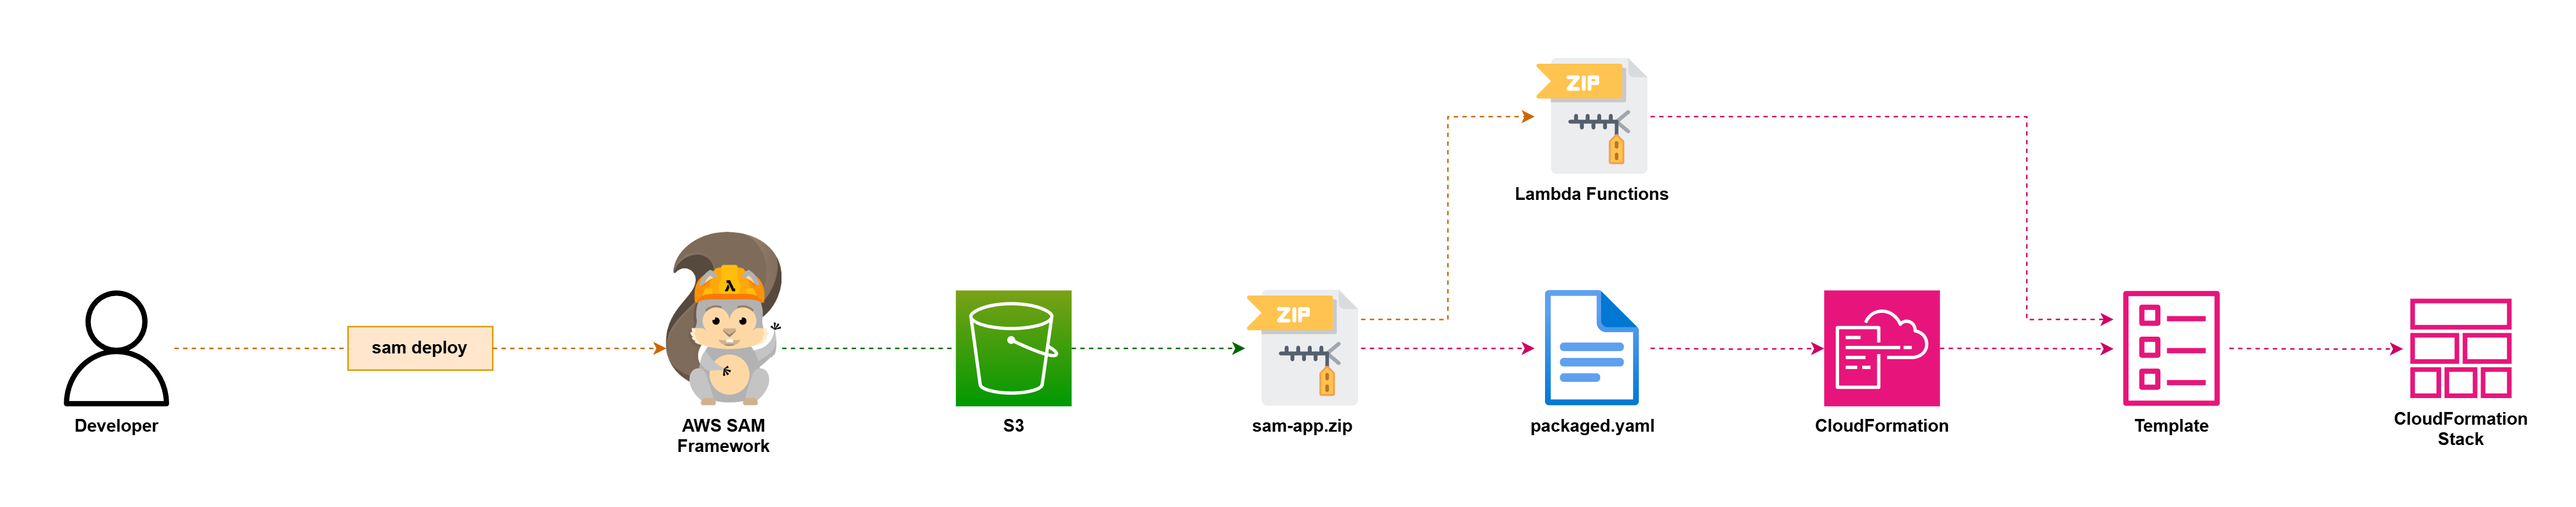 ZIP
Lambda Functions
Developer
sam deploy
λ
AWS SAM
Framework
S3
ZIP
sam-app.zip
packaged.yaml
CloudFormation
Template
CloudFormation
Stack